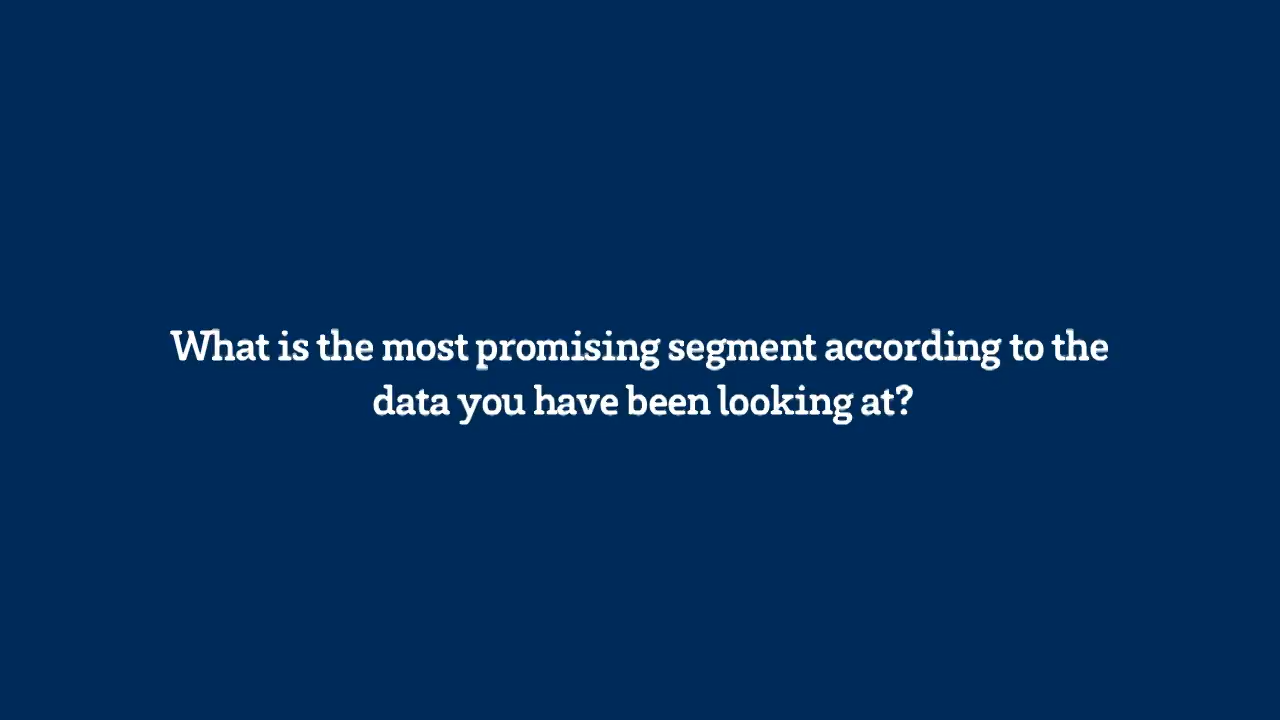 What is the most promising segment according to the
data you have been looking at?